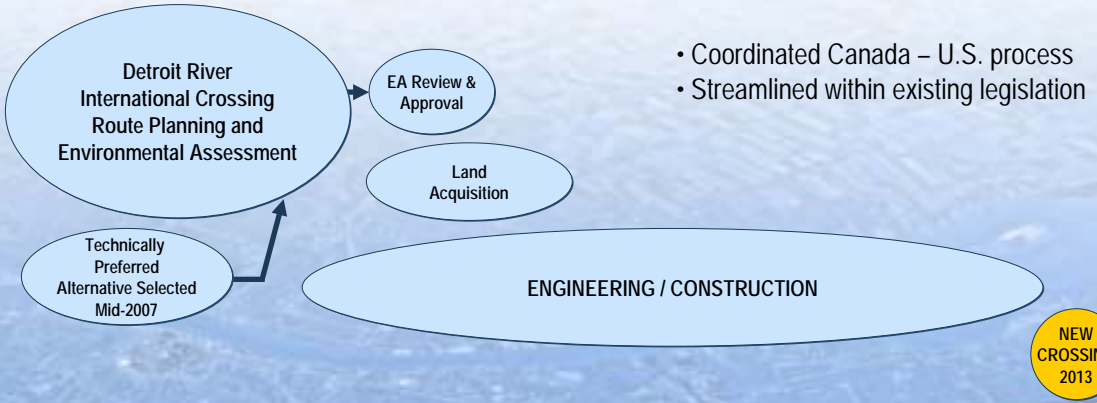 Detroit River
International Crossing
Route Planning and
Environmental Assessment
EA Review &
Approval
• Coordinated Canada – U.S. process
• Streamlined within existing legislation
Land
Acquisition
Technically
Preferred
Alternative Selected
Mid-2007
ENGINEERING / CONSTRUCTION
NEW
2013